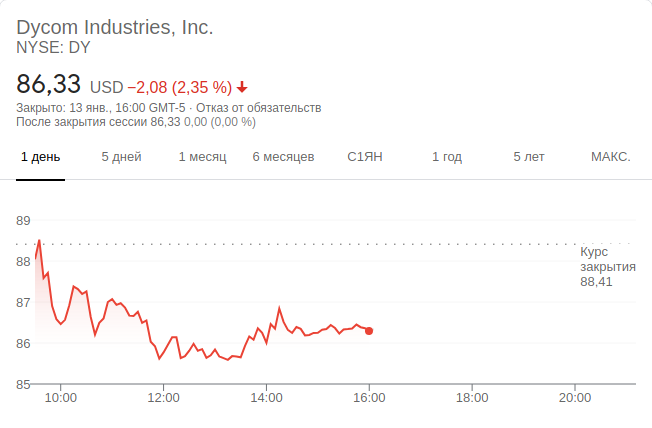 Dycom Industries, Inc.
NYSE: DY
86,33 USD −2,08 (2,35 %)
Закрыто: 13 янв., 16:00 GMT-5 · Отказ от обязательств
После закрытия сессии 86,33 0,00 (0,00 %)
1 день 5 дней 1 месяц 6 месяцев С1ЯН 1 год 5 лет МАКС.
89
88
87
86
85
Курс
закрытия
88,41
10:00 12:00 14:00 16:00 18:00 20:00